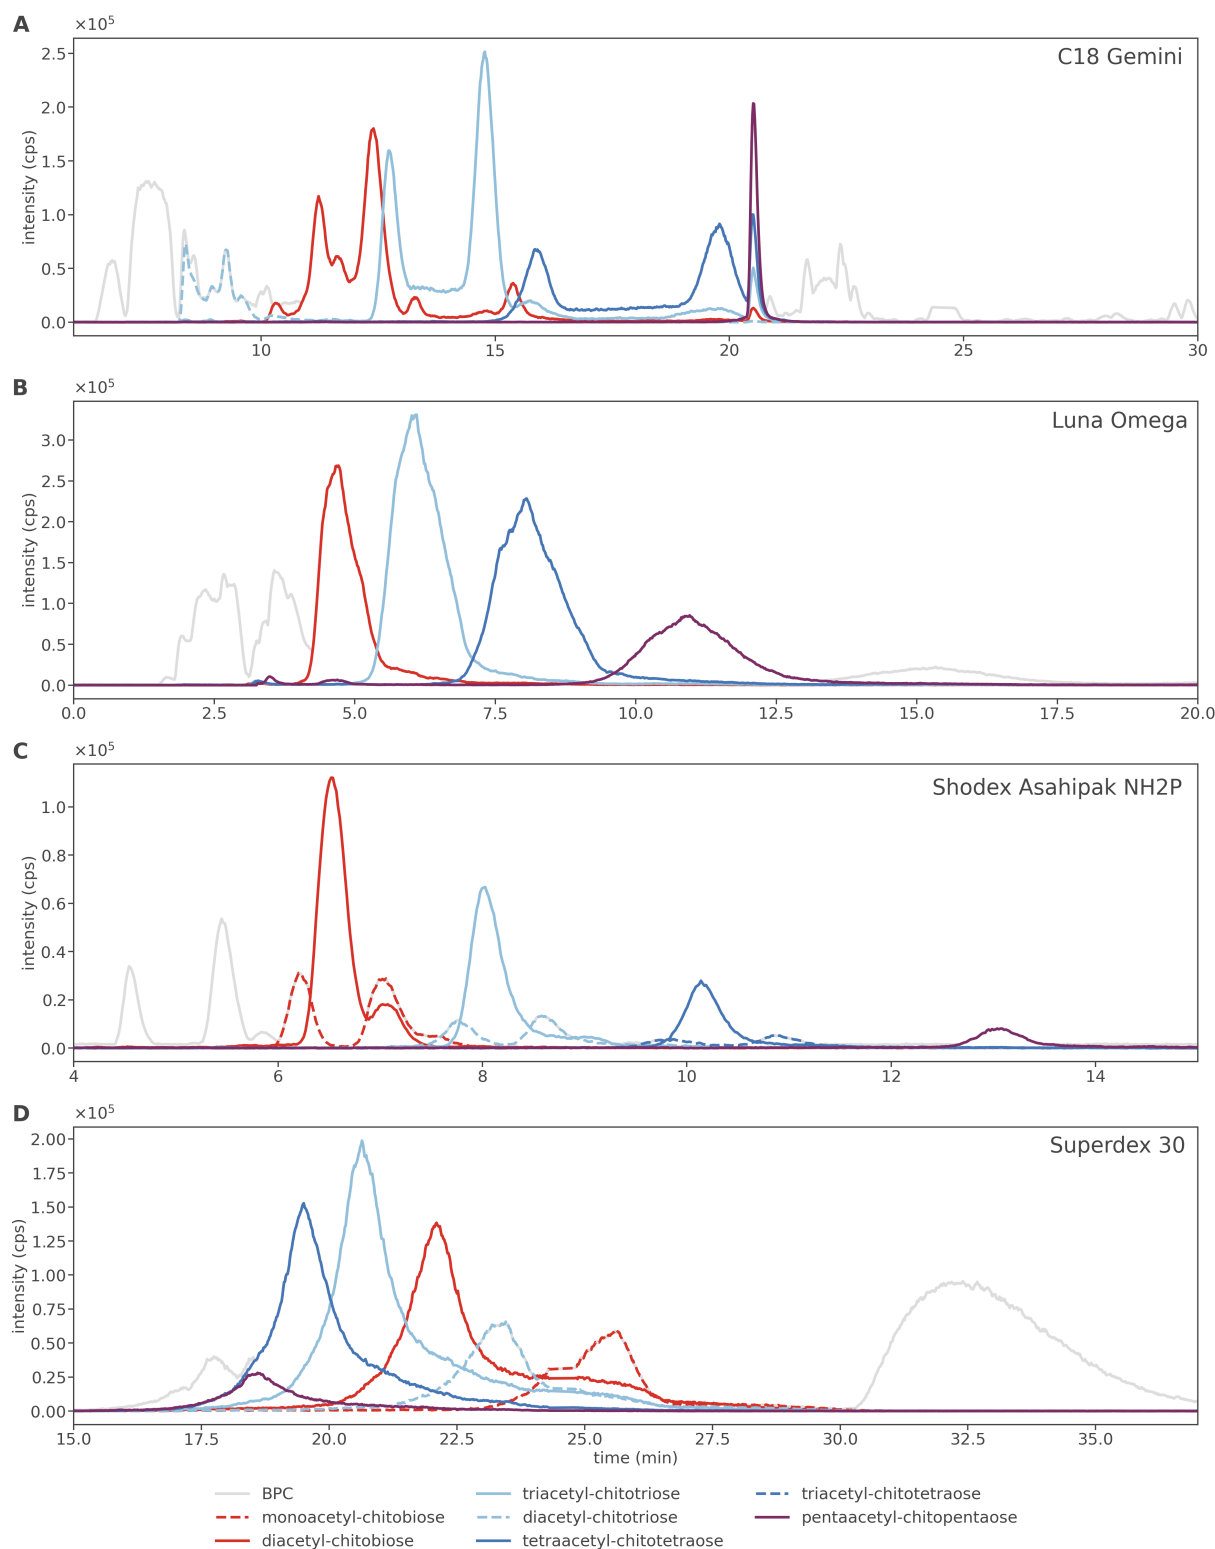 A
×10⁵
C18 Gemini
intensity (cps)
2.5
2.0
1.5
1.0
0.5
0.0
10 15 20 25 30
B
×10⁵
Luna Omega
intensity (cps)
3.0
2.5
2.0
1.5
1.0
0.5
0.0
0.0 2.5 5.0 7.5 10.0 12.5 15.0 17.5 20.0
C
×10⁵
Shodex Asahipak NH2P
intensity (cps)
1.0
0.8
0.6
0.4
0.2
0.0
4 6 8 10 12 14
D
×10⁵
Superdex 30
intensity (cps)
2.00
1.75
1.50
1.25
1.00
0.75
0.50
0.25
0.00
15.0 17.5 20.0 22.5 25.0 27.5 30.0 32.5 35.0
time (min)
BPC
monoacetyl-chitobiose
diacetyl-chitobiose
triacetyl-chitotriose
diacetyl-chitotriose
tetraacetyl-chitotetraose
triacetyl-chitotetraose
pentaacetyl-chitopentaose